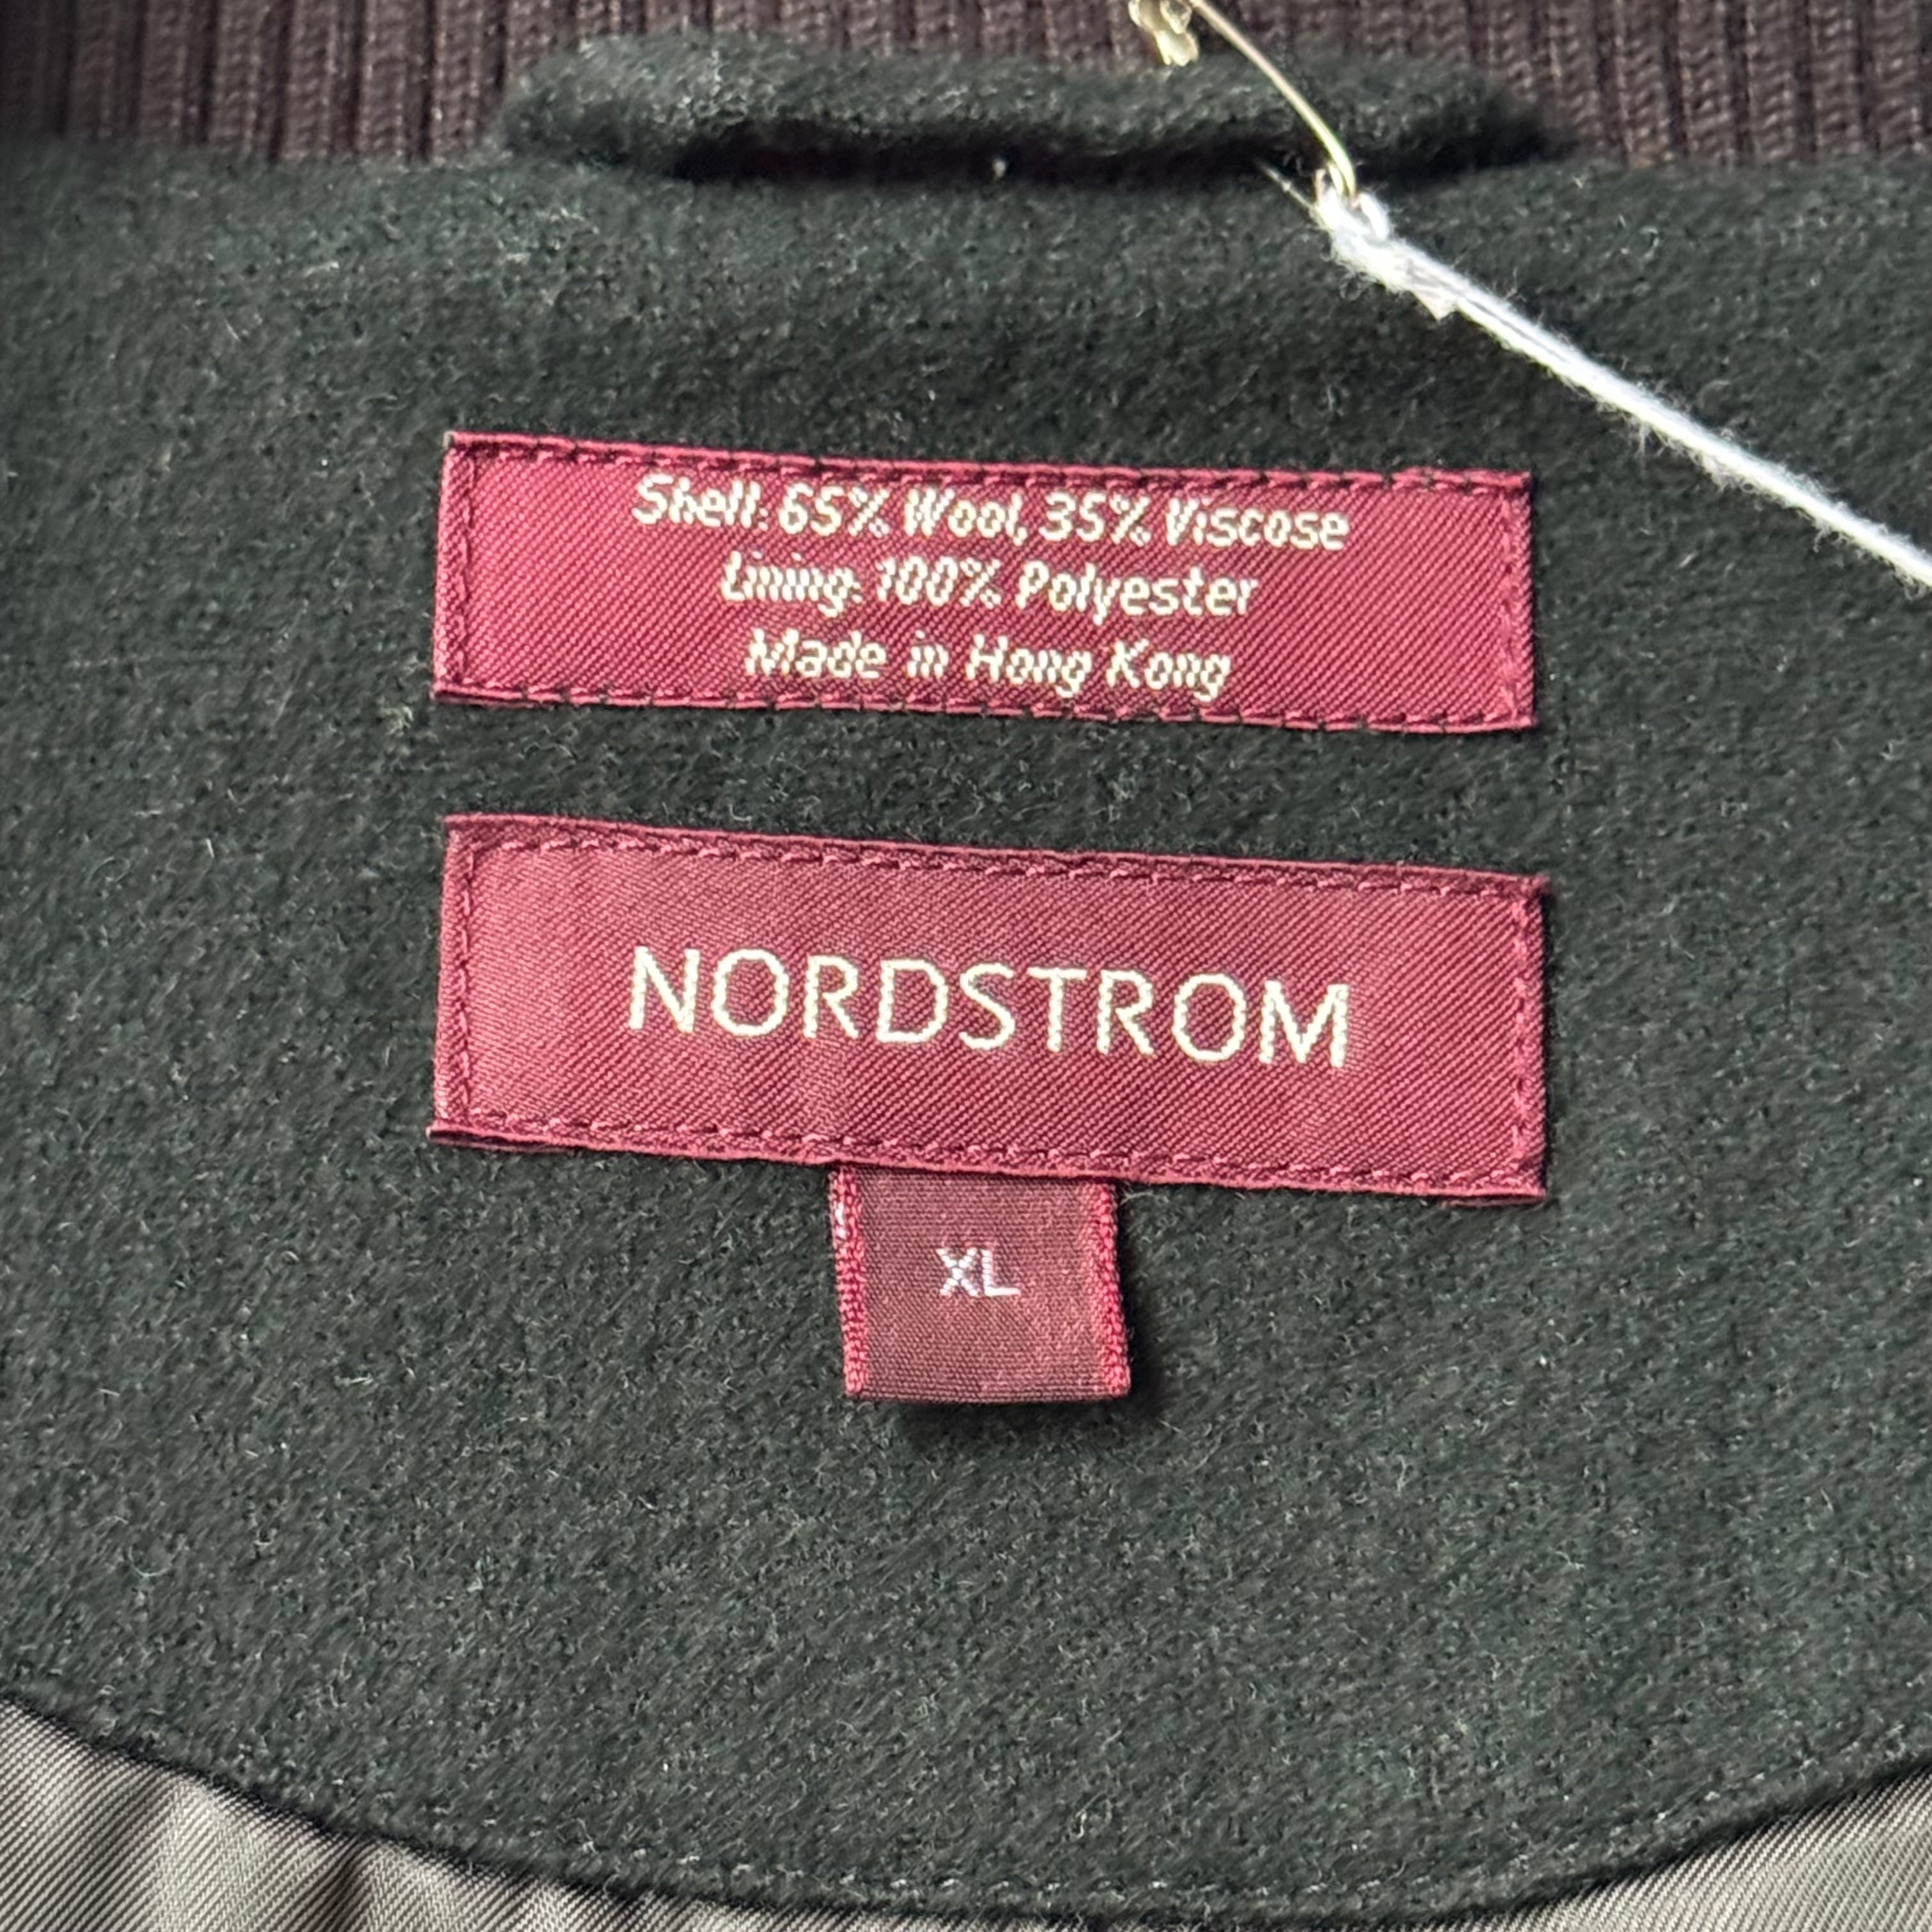 Shell: 65% Wool, 35% Viscose
Lining: 100% Polyester
Made in Hong Kong
NORDSTROM
XL